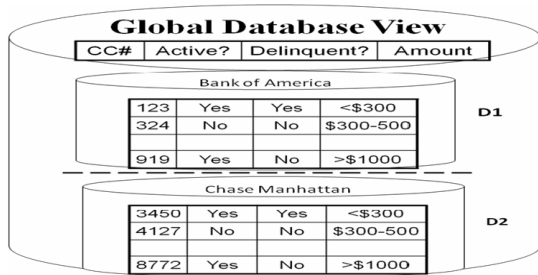 Global Database View
CC# Active? Delinquent? Amount
Bank of America
123 Yes Yes <$300
324 No No $300-500
919 Yes No >$1000
D1
Chase Manhattan
3450 Yes Yes <$300
4127 No No $300-500
8772 Yes No >$1000
D2